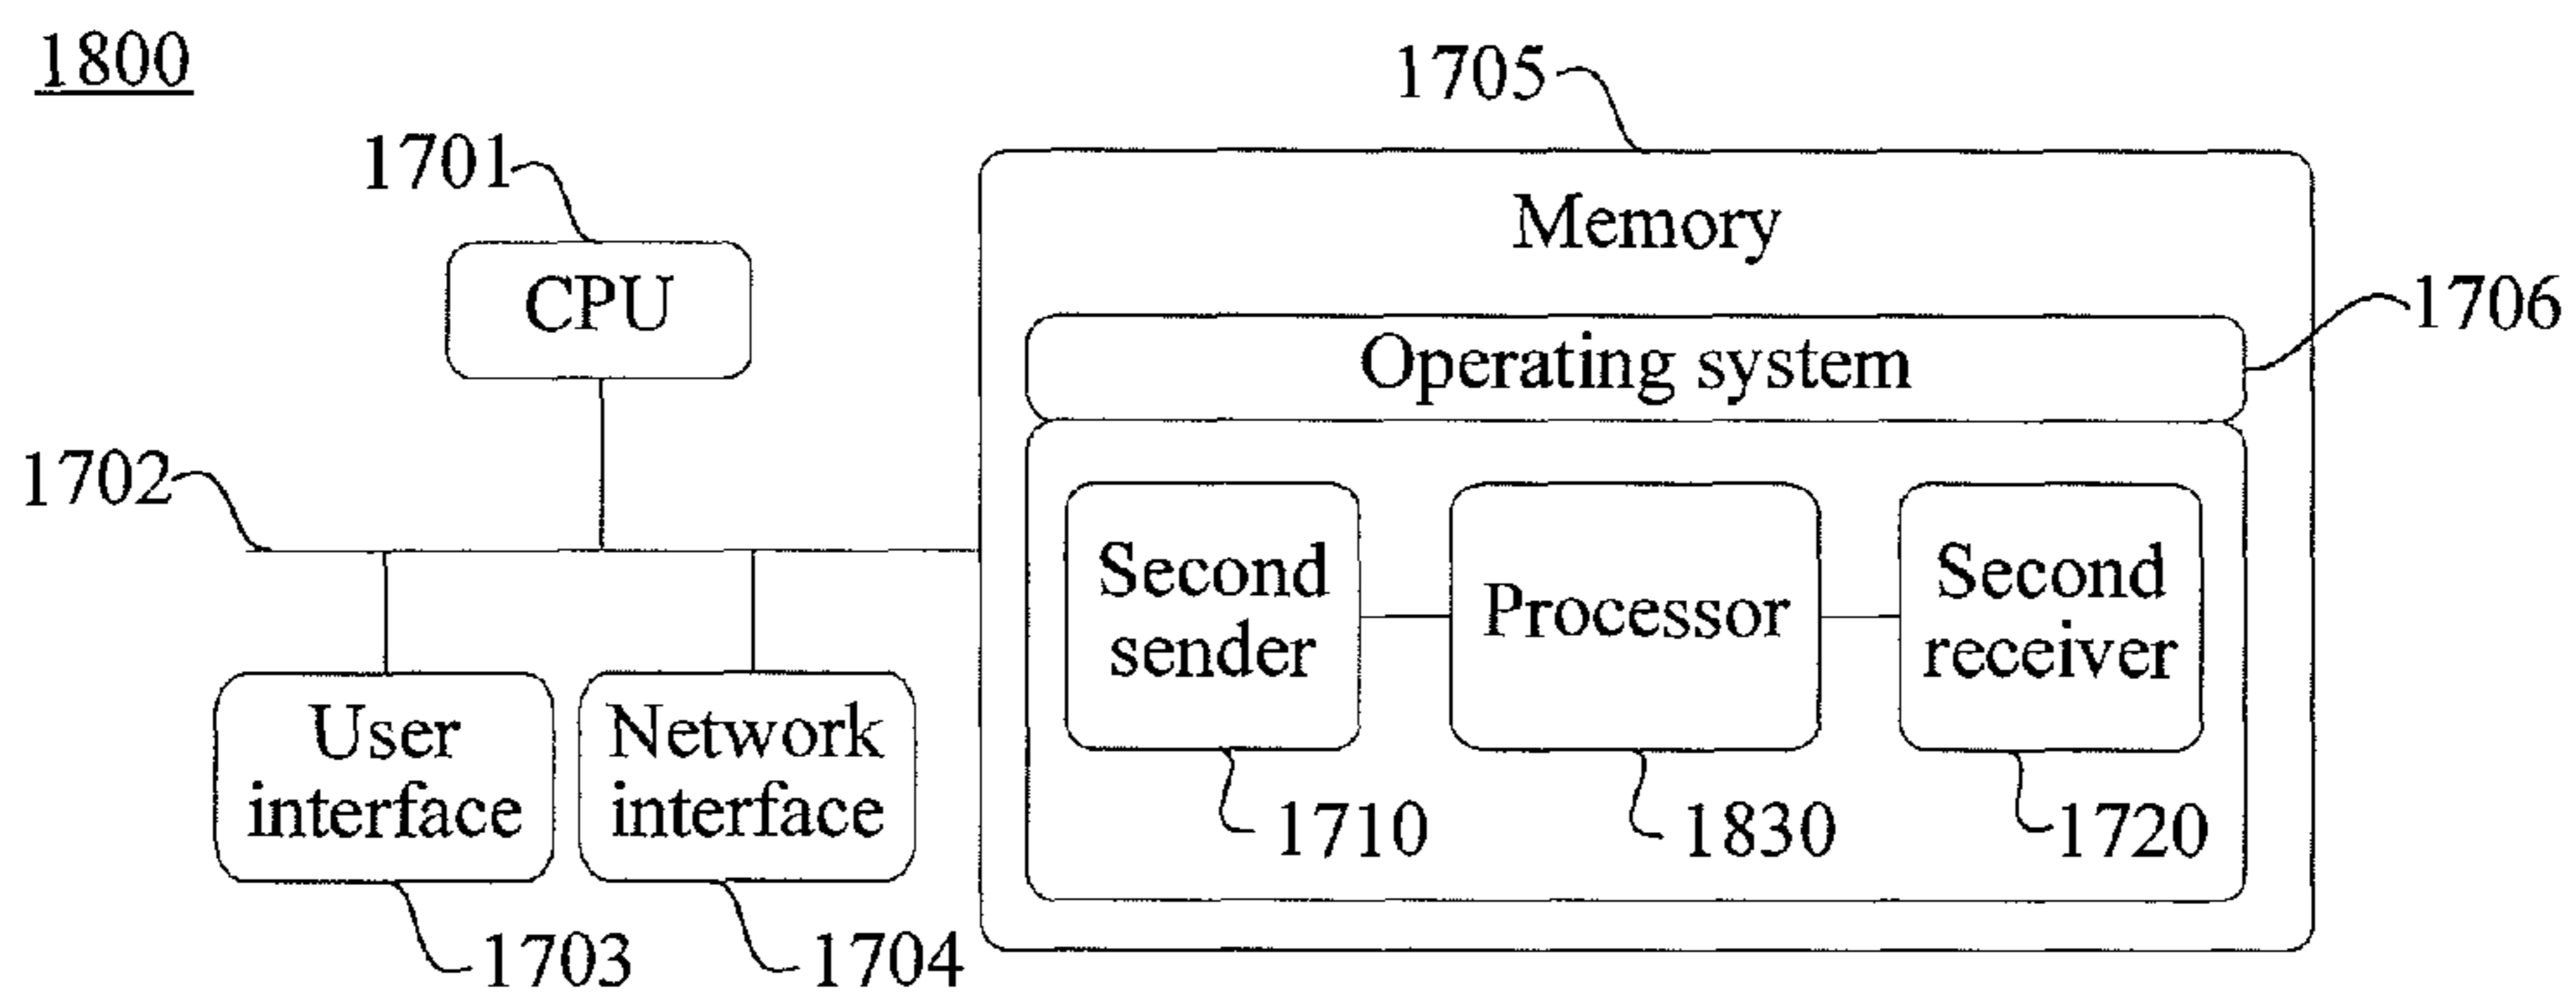 1800
1705
1701
Memory
CPU
1706
Operating system
1702
Second
sender
Processor
Second
receiver
User
interface
Network
interface
1710
1830
1720
1703
1704